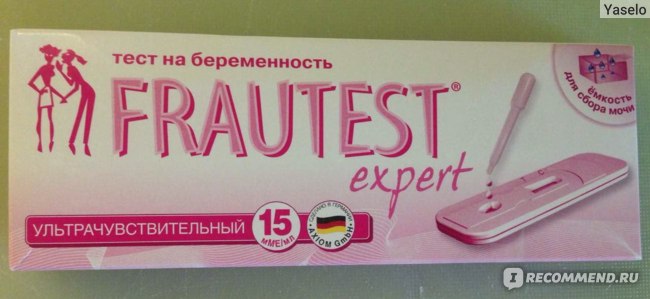 Yaselo
тест на беременность
FRAUTEST®
expert
ёмкость
для сбора мочи
C
УЛЬТРАЧУВСТВИТЕЛЬНЫЙ
15
мМЕ/мл
СДЕЛАНО В ГЕРМАНИИ
AXIOM GmbH
I RECOMMEND.RU